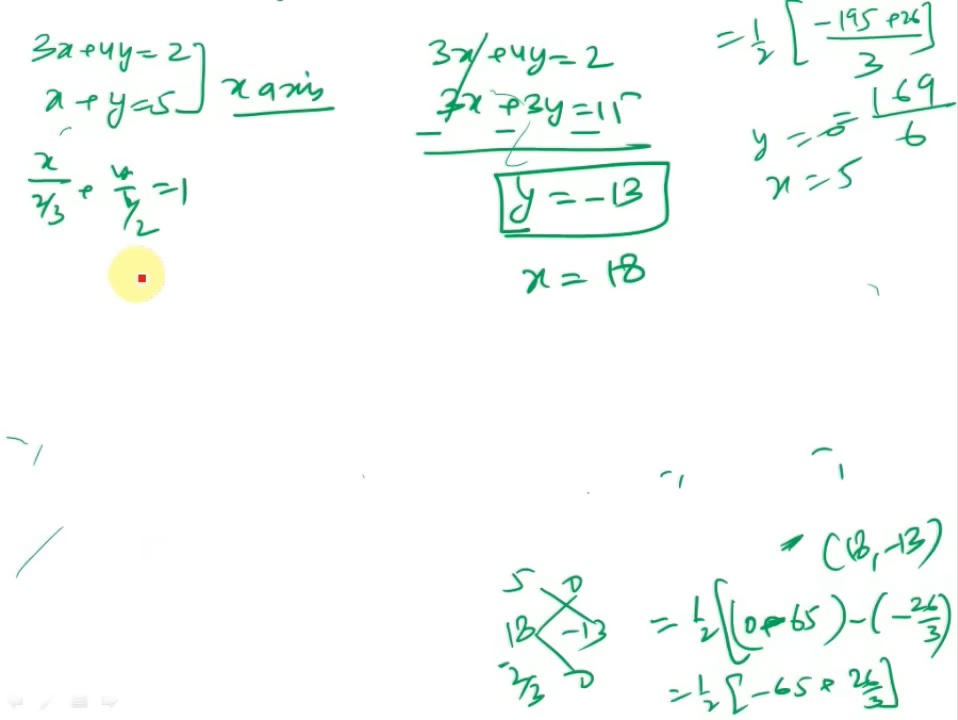 3x+4y=2
x+y=5
x axis
x/2/3 + y/1/2 =1
3x+4y=2
3x+3y=15
y=-13
x=18
=1/2[-195+26/3]
y= =169/6
x=5
(18,-13)
5 0
18 -13
-2/3 0
=1/2[(0+-65)-(-26/3)
=1/2[-65+26/3]